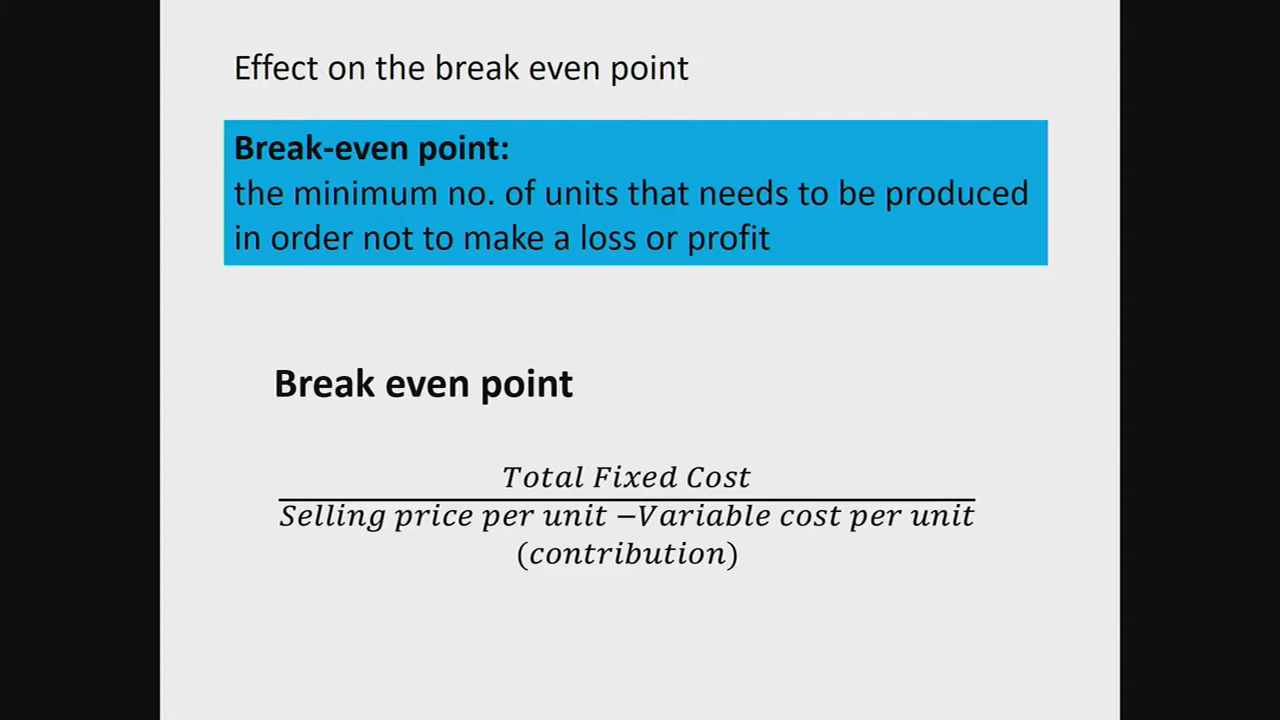 Effect on the break even point
Break-even point:
the minimum no. of units that needs to be produced
in order not to make a loss or profit
Break even point
Total Fixed Cost
Selling price per unit −Variable cost per unit
(contribution)